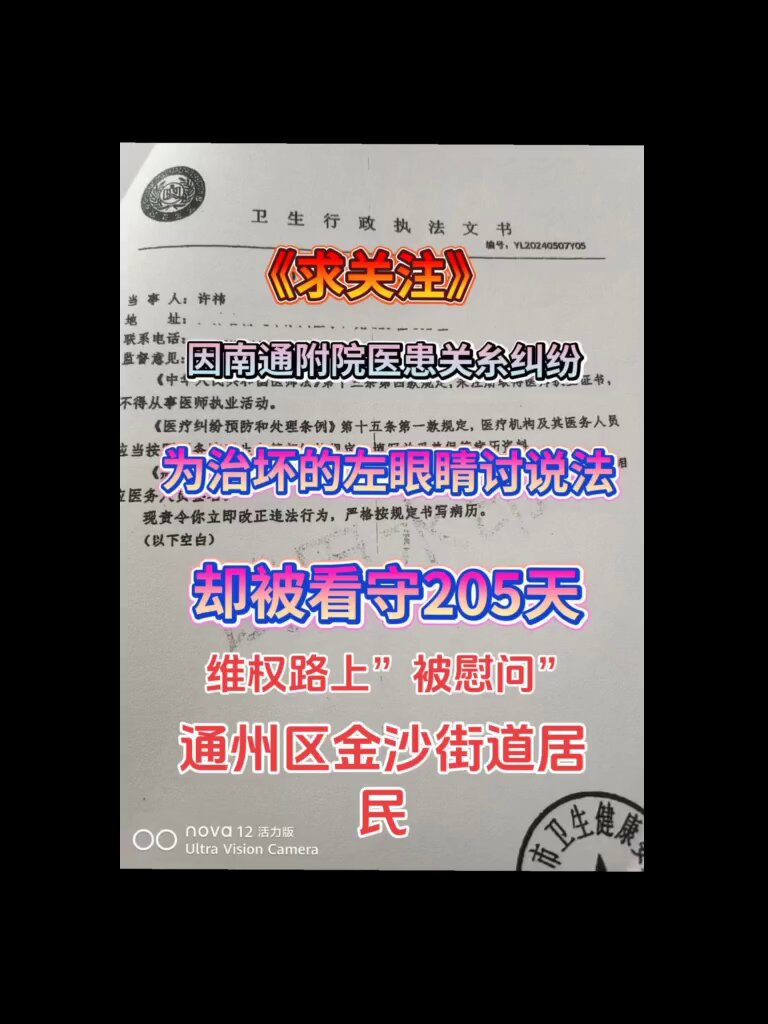 卫生行政执法文书
编号：YL20240507Y05
《求关注》
当事人：许祎
地址：
联系电话：
监督意见：
因南通附院医患关系纠纷
《中华人民共和国医师法》第十三条第四款规定，未注册取得医师执业证书，
不得从事医师执业活动。
《医疗纠纷预防和处理条例》第十五条第一款规定，医疗机构及其医务人员
应当按
为治坏的左眼睛讨说法
应医务人员签名
现责令你立即改正违法行为，严格按规定书写病历。
（以下空白）
却被看守205天
维权路上”被慰问”
通州区金沙街道居
民
市卫生健康
nova 12 活力版
Ultra Vision Camera